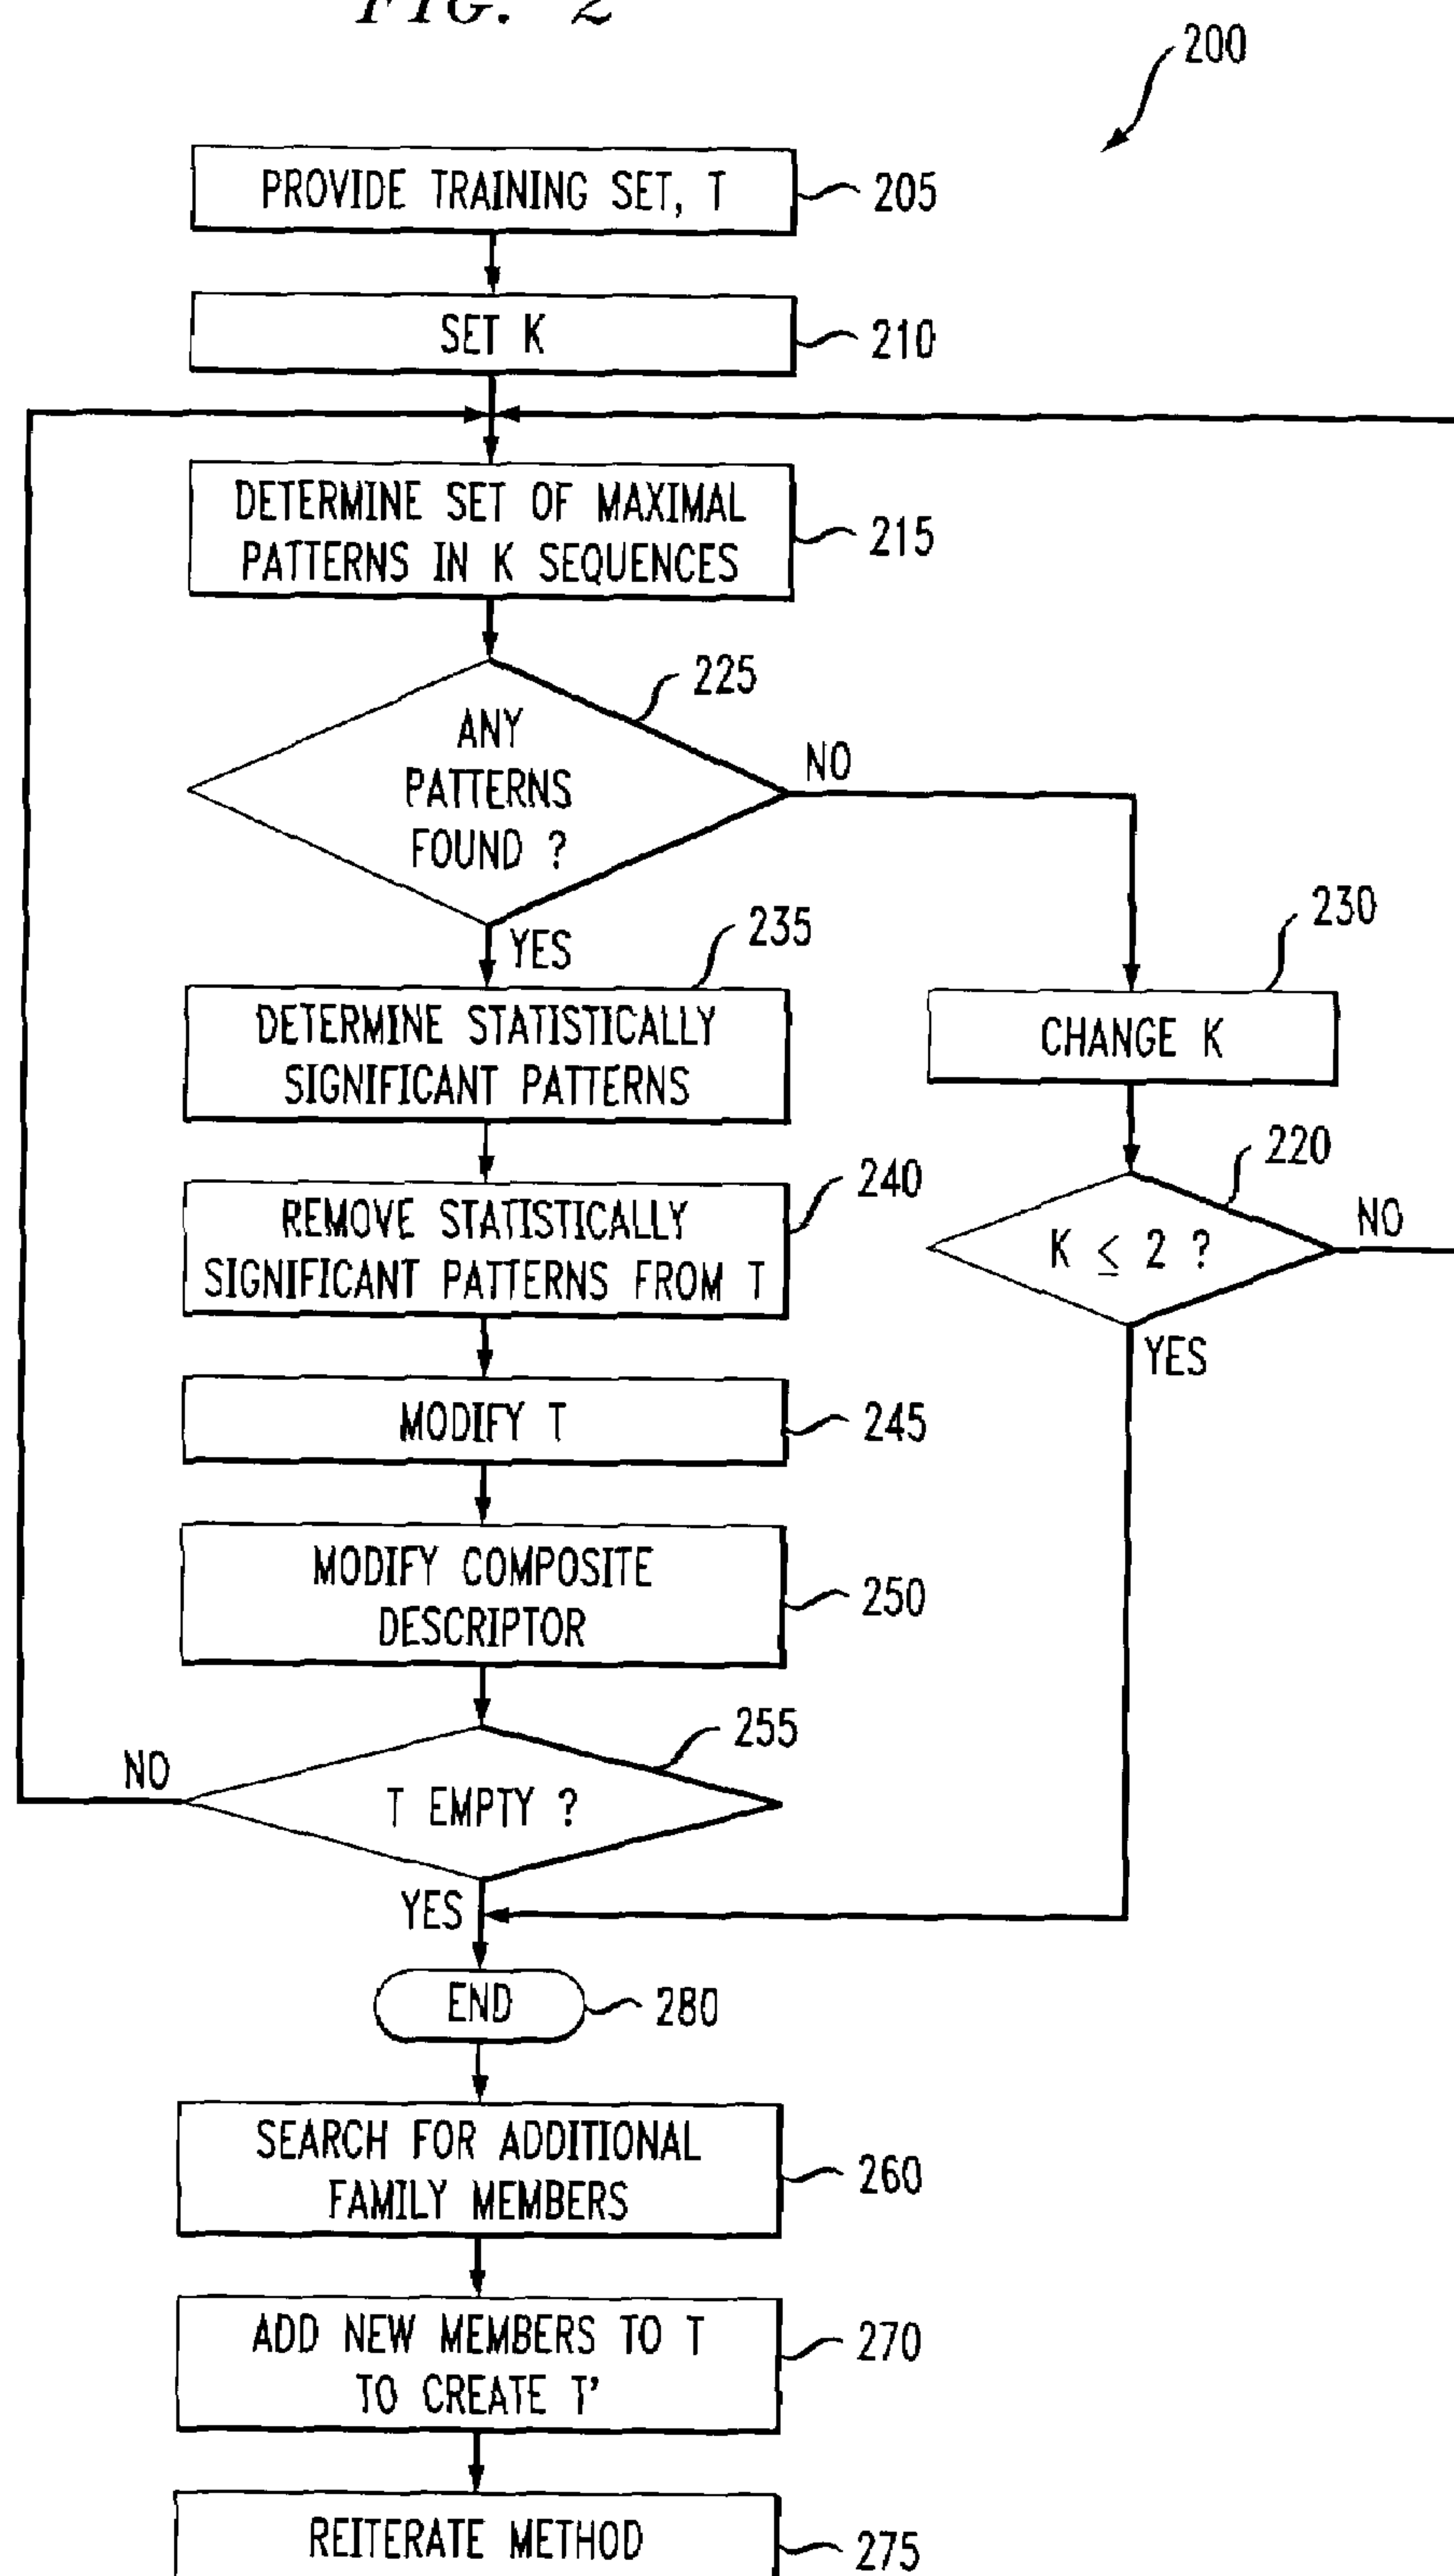 FIG. 2
200
PROVIDE TRAINING SET, T
205
SET K
210
DETERMINE SET OF MAXIMAL
PATTERNS IN K SEQUENCES
215
225
ANY
PATTERNS
FOUND ?
NO
YES
235
230
DETERMINE STATISTICALLY
SIGNIFICANT PATTERNS
CHANGE K
220
REMOVE STATISTICALLY
SIGNIFICANT PATTERNS FROM T
240
K ≤ 2 ?
NO
YES
MODIFY T
245
MODIFY COMPOSITE
DESCRIPTOR
250
255
NO
T EMPTY ?
YES
END
280
SEARCH FOR ADDITIONAL
FAMILY MEMBERS
260
ADD NEW MEMBERS TO T
TO CREATE T'
270
REITERATE METHOD
275